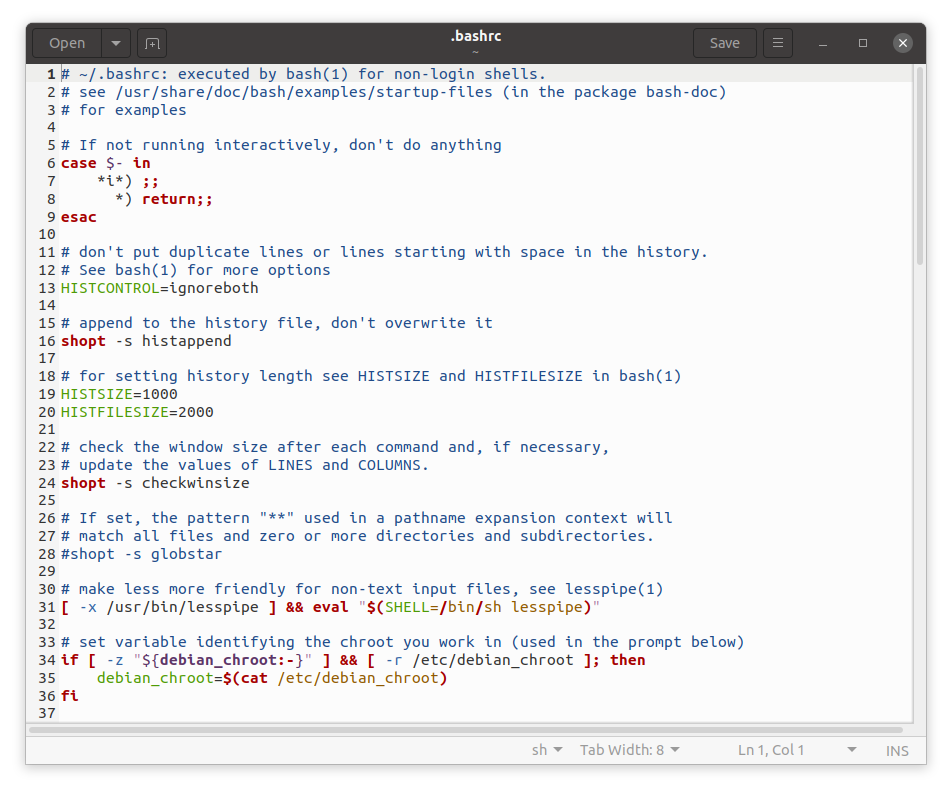 Open
.bashrc
~
Save
1 # ~/.bashrc: executed by bash(1) for non-login shells.
2 # see /usr/share/doc/bash/examples/startup-files (in the package bash-doc)
3 # for examples
4
5 # If not running interactively, don't do anything
6 case $- in
7     *i*) ;;
8       *) return;;
9 esac
10
11 # don't put duplicate lines or lines starting with space in the history.
12 # See bash(1) for more options
13 HISTCONTROL=ignoreboth
14
15 # append to the history file, don't overwrite it
16 shopt -s histappend
17
18 # for setting history length see HISTSIZE and HISTFILESIZE in bash(1)
19 HISTSIZE=1000
20 HISTFILESIZE=2000
21
22 # check the window size after each command and, if necessary,
23 # update the values of LINES and COLUMNS.
24 shopt -s checkwinsize
25
26 # If set, the pattern "**" used in a pathname expansion context will
27 # match all files and zero or more directories and subdirectories.
28 #shopt -s globstar
29
30 # make less more friendly for non-text input files, see lesspipe(1)
31 [ -x /usr/bin/lesspipe ] && eval "$(SHELL=/bin/sh lesspipe)"
32
33 # set variable identifying the chroot you work in (used in the prompt below)
34 if [ -z "${debian_chroot:-}" ] && [ -r /etc/debian_chroot ]; then
35     debian_chroot=$(cat /etc/debian_chroot)
36 fi
37
sh
Tab Width: 8
Ln 1, Col 1
INS